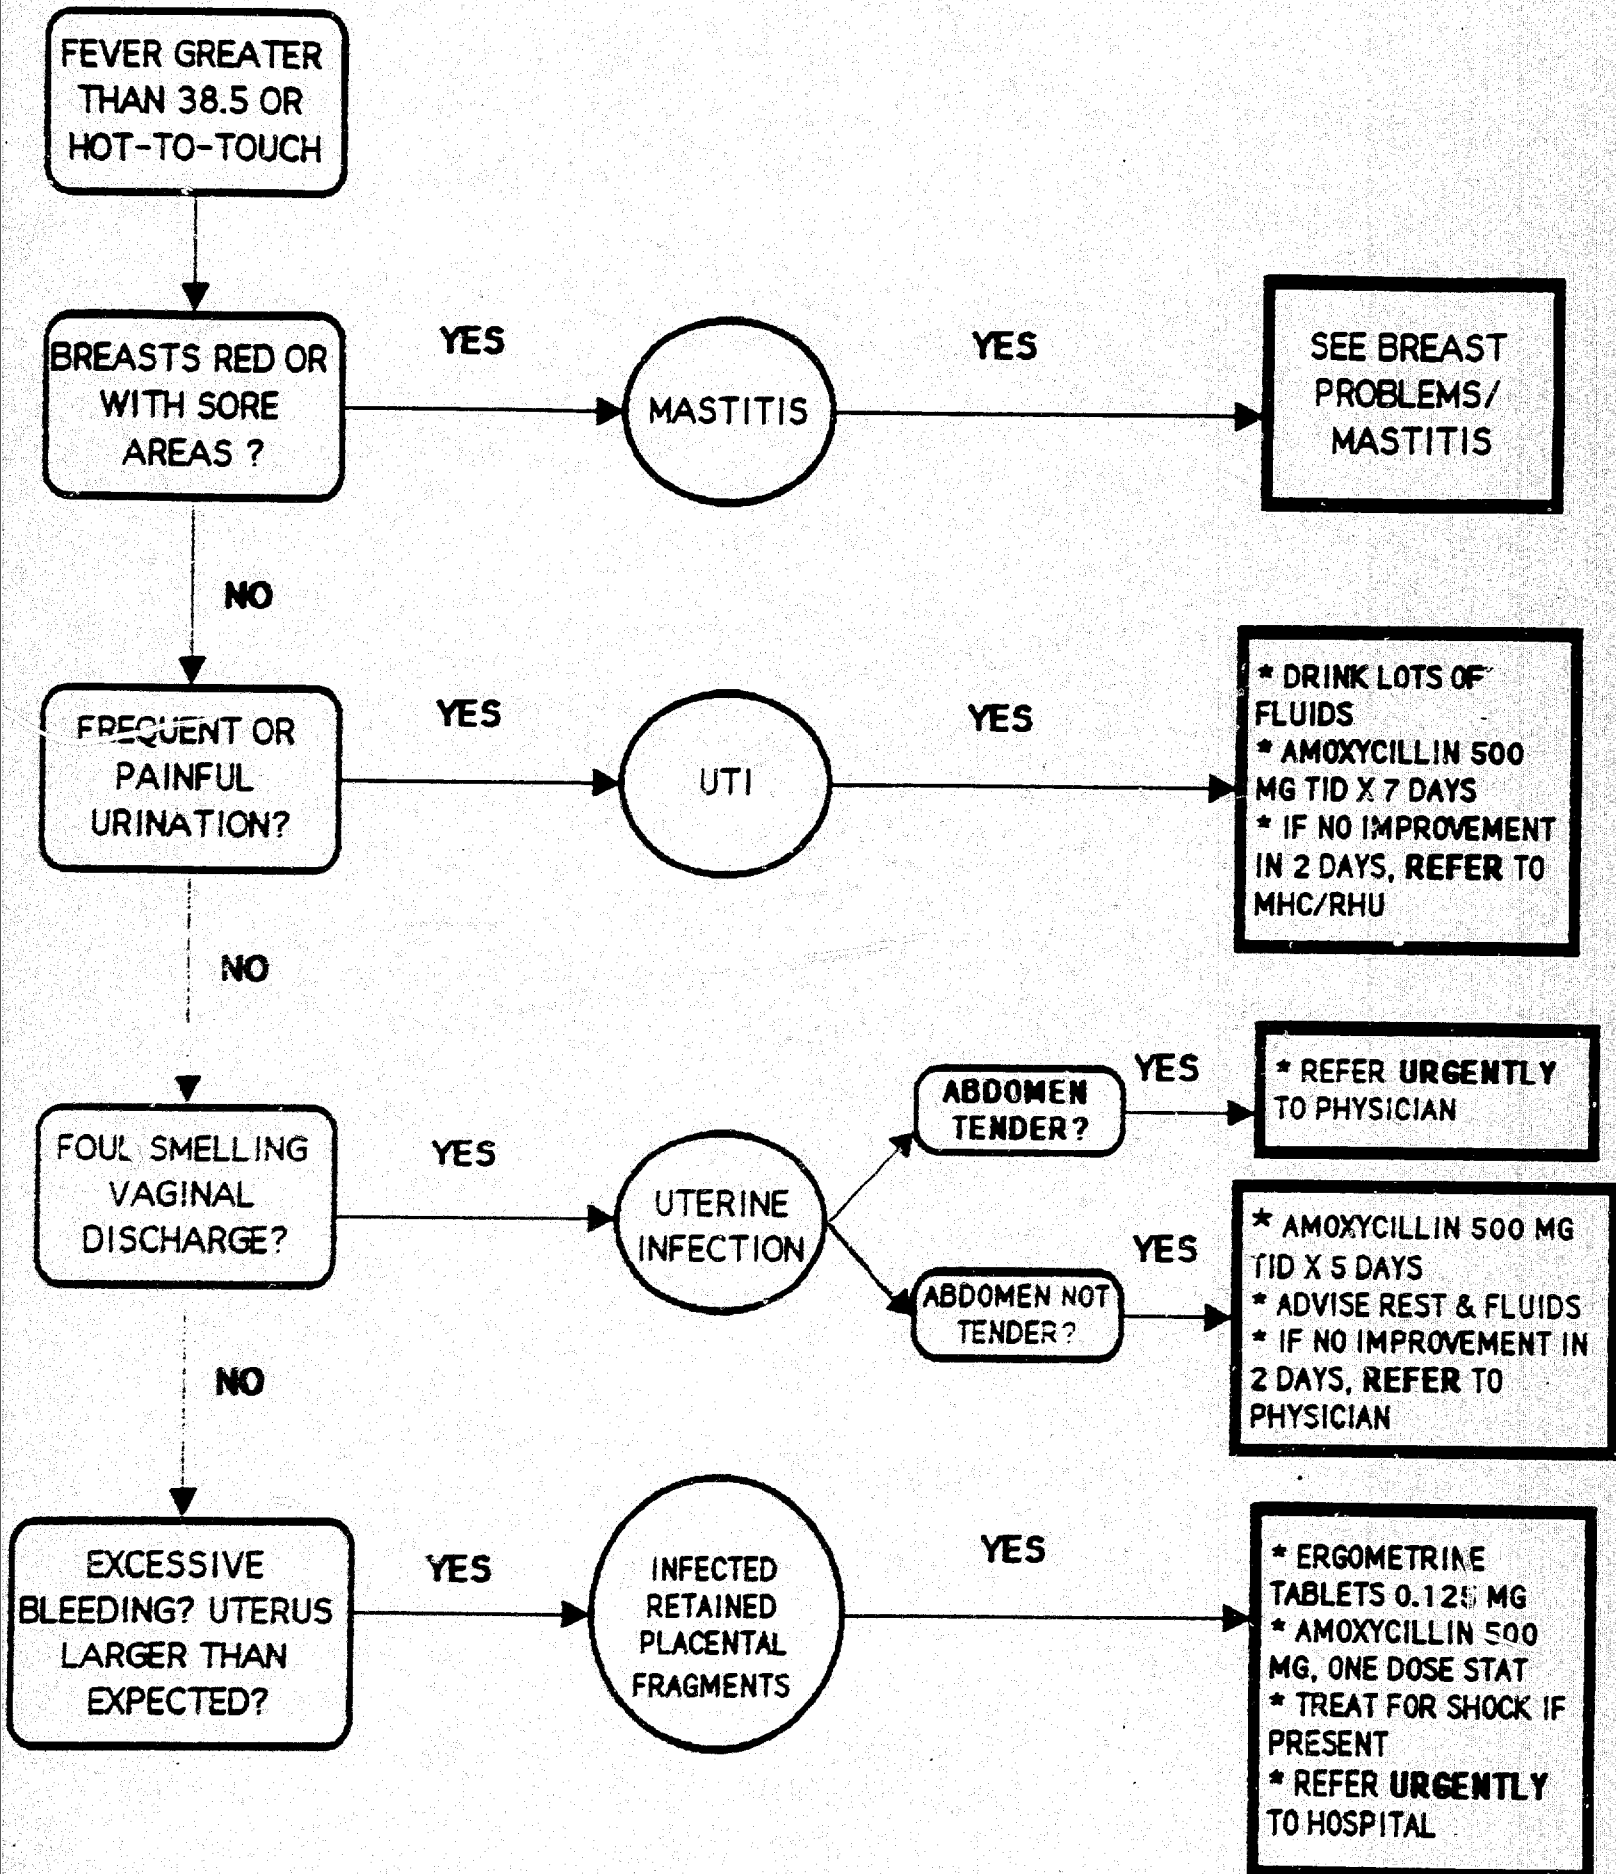 FEVER GREATER
THAN 38.5 OR
HOT-TO-TOUCH
BREASTS RED OR
WITH SORE
AREAS ?
YES
MASTITIS
YES
SEE BREAST
PROBLEMS/
MASTITIS
NO
FREQUENT OR
PAINFUL
URINATION?
YES
UTI
YES
* DRINK LOTS OF
FLUIDS
* AMOXYCILLIN 500
MG TID X 7 DAYS
* IF NO IMPROVEMENT
IN 2 DAYS, REFER TO
MHC/RHU
NO
FOUL SMELLING
VAGINAL
DISCHARGE?
YES
UTERINE
INFECTION
ABDOMEN
TENDER?
YES
* REFER URGENTLY
TO PHYSICIAN
ABDOMEN NOT
TENDER?
YES
* AMOXYCILLIN 500 MG
TID X 5 DAYS
* ADVISE REST & FLUIDS
* IF NO IMPROVEMENT IN
2 DAYS, REFER TO
PHYSICIAN
NO
EXCESSIVE
BLEEDING? UTERUS
LARGER THAN
EXPECTED?
YES
INFECTED
RETAINED
PLACENTAL
FRAGMENTS
YES
* ERGOMETRINE
TABLETS 0.125 MG
* AMOXYCILLIN 500
MG, ONE DOSE STAT
* TREAT FOR SHOCK IF
PRESENT
* REFER URGENTLY
TO HOSPITAL